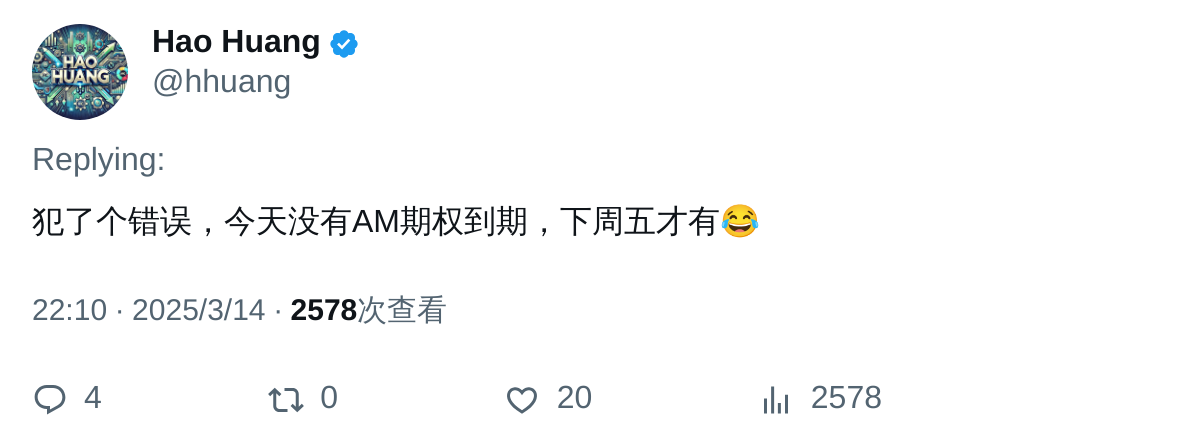 HAO
HUANG
Hao Huang
@hhuang
Replying:
犯了个错误，今天没有AM期权到期，下周五才有😂
22:10 · 2025/3/14 · 2578次查看
4 0 20 2578